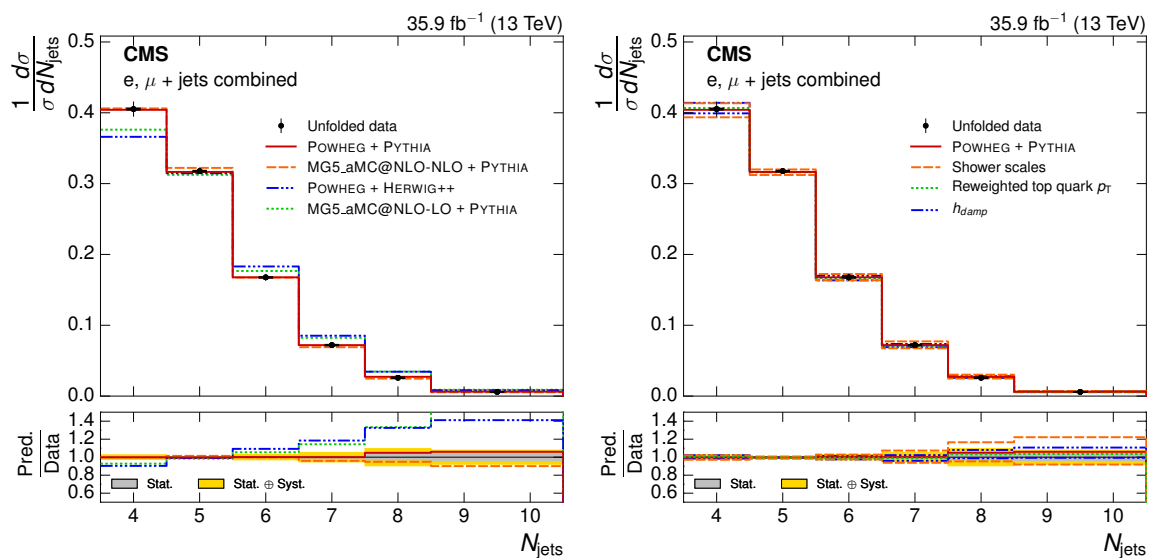 35.9 fb⁻¹ (13 TeV)
CMS
e, μ + jets combined
1/σ dσ/dN_jets
0.5
0.4
0.3
0.2
0.1
0.0
Unfolded data
POWHEG + PYTHIA
MG5_aMC@NLO-NLO + PYTHIA
POWHEG + HERWIG++
MG5_aMC@NLO-LO + PYTHIA
Pred./Data
1.4
1.2
1.0
0.8
0.6
Stat.
Stat. ⊕ Syst.
4 5 6 7 8 9 10
N_jets
35.9 fb⁻¹ (13 TeV)
CMS
e, μ + jets combined
1/σ dσ/dN_jets
0.5
0.4
0.3
0.2
0.1
0.0
Unfolded data
POWHEG + PYTHIA
Shower scales
Reweighted top quark p_T
h_damp
Pred./Data
1.4
1.2
1.0
0.8
0.6
Stat.
Stat. ⊕ Syst.
4 5 6 7 8 9 10
N_jets